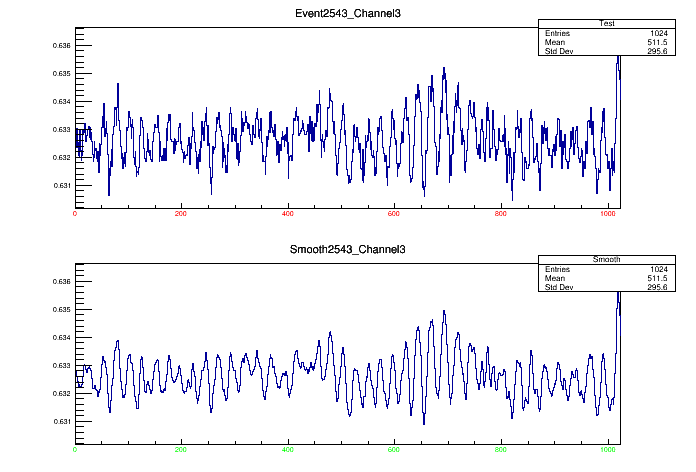 Event2543_Channel3
Test
Entries 1024
Mean 511.5
Std Dev 295.6
0.636
0.635
0.634
0.633
0.632
0.631
0 200 400 600 800 1000
Smooth2543_Channel3
Smooth
Entries 1024
Mean 511.5
Std Dev 295.6
0.636
0.635
0.634
0.633
0.632
0.631
0 200 400 600 800 1000